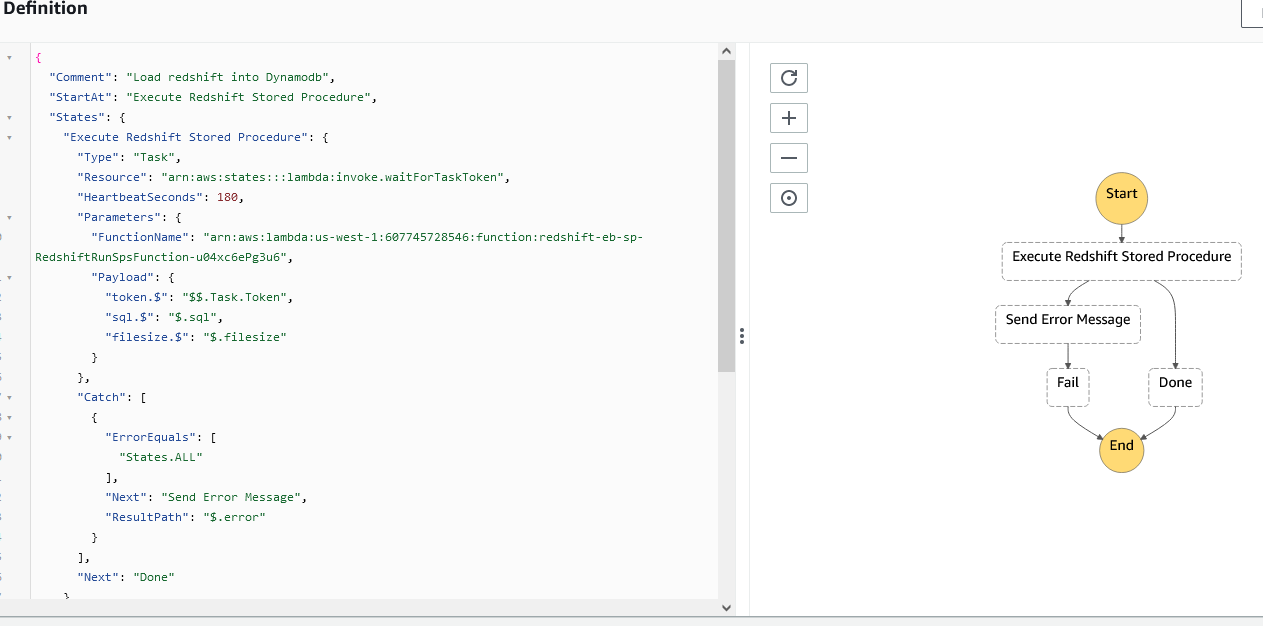 Definition
{
"Comment": "Load redshift into Dynamodb",
"StartAt": "Execute Redshift Stored Procedure",
"States": {
"Execute Redshift Stored Procedure": {
"Type": "Task",
"Resource": "arn:aws:states:::lambda:invoke.waitForTaskToken",
"HeartbeatSeconds": 180,
"Parameters": {
"FunctionName": "arn:aws:lambda:us-west-1:607745728546:function:redshift-eb-sp-
RedshiftRunSpsFunction-u04xc6ePg3u6",
"Payload": {
"token.$": "$$.Task.Token",
"sql.$": "$.sql",
"filesize.$": "$.filesize"
}
},
"Catch": [
{
"ErrorEquals": [
"States.ALL"
],
"Next": "Send Error Message",
"ResultPath": "$.error"
}
],
"Next": "Done"
}
Start
Execute Redshift Stored Procedure
Send Error Message
Fail
Done
End